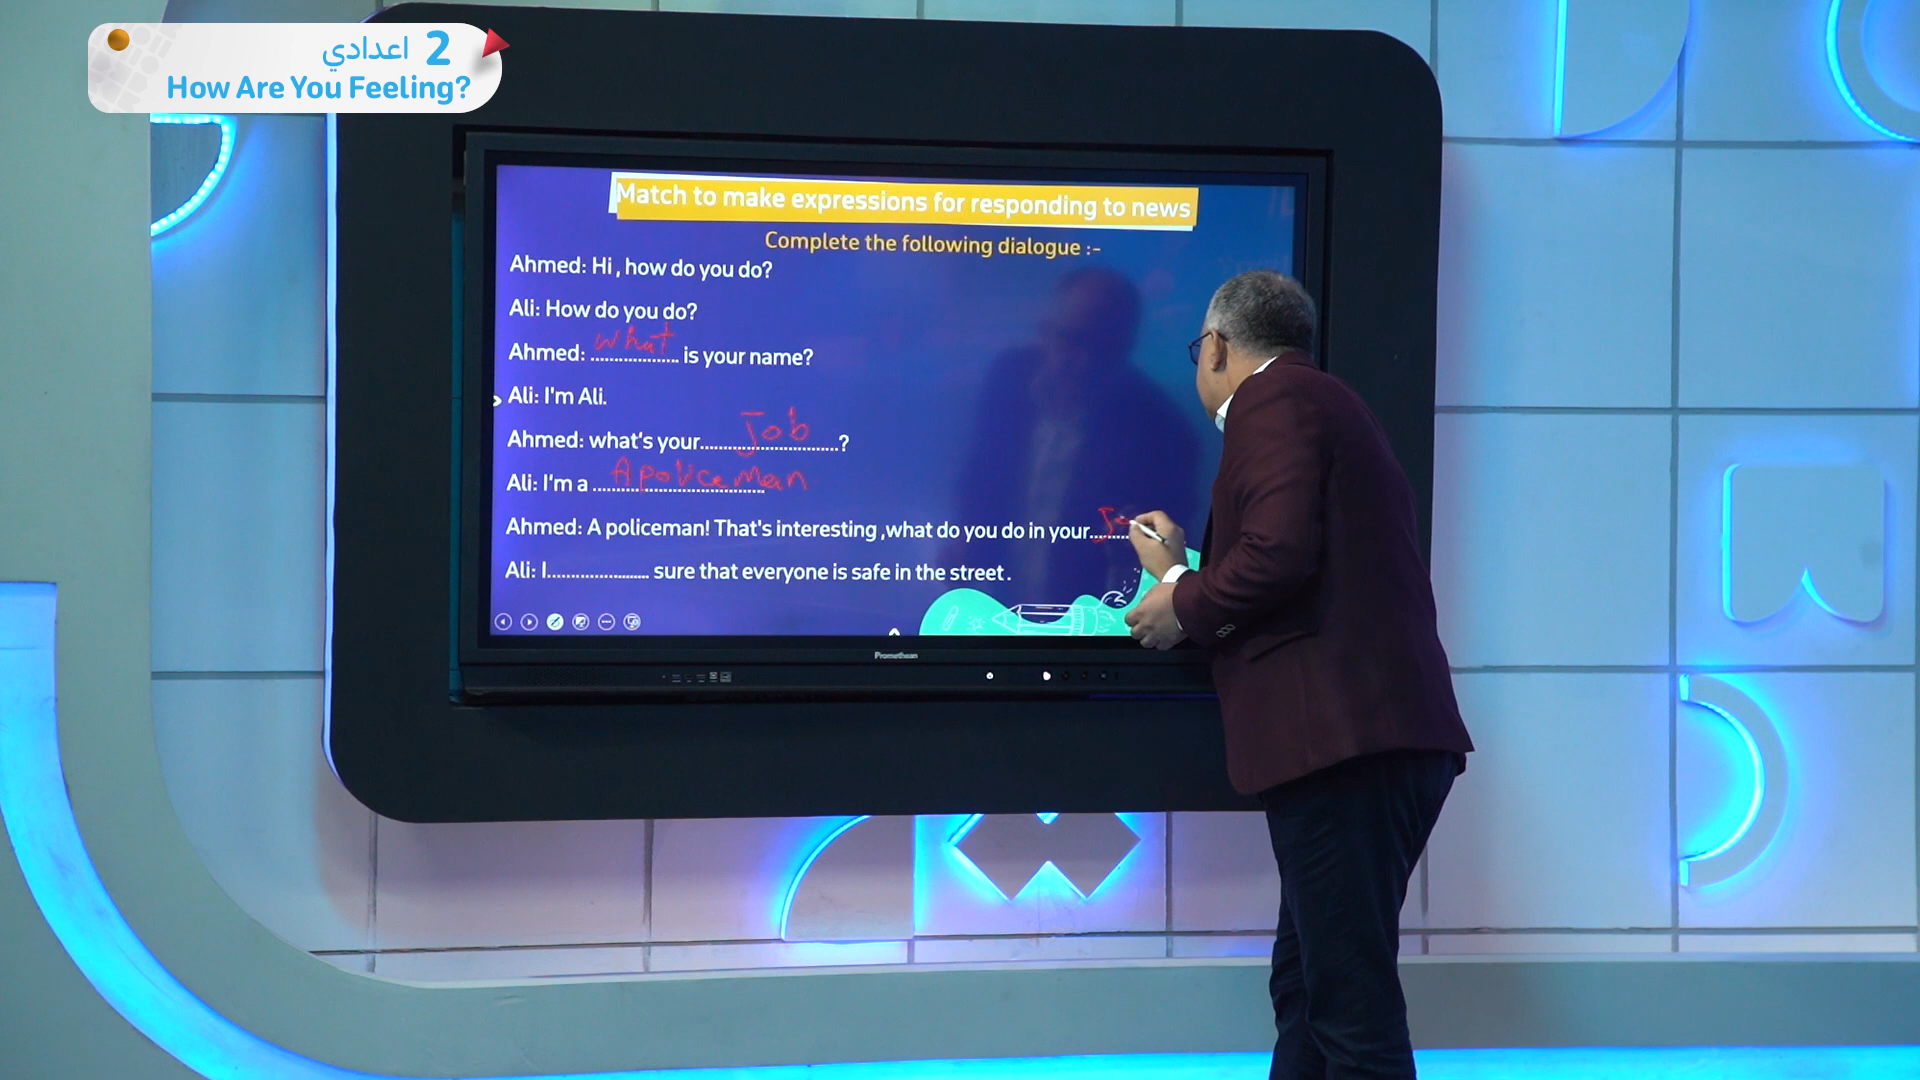 2 اعدادي
How Are You Feeling?
Match to make expressions for responding to news
Complete the following dialogue :-
Ahmed: Hi , how do you do?
Ali: How do you do?
Ahmed: what is your name?
Ali: I'm Ali.
Ahmed: what's your Job ?
Ali: I'm a A policeman
Ahmed: A policeman! That's interesting ,what do you do in your Jo
Ali: I...................... sure that everyone is safe in the street .
Promethean